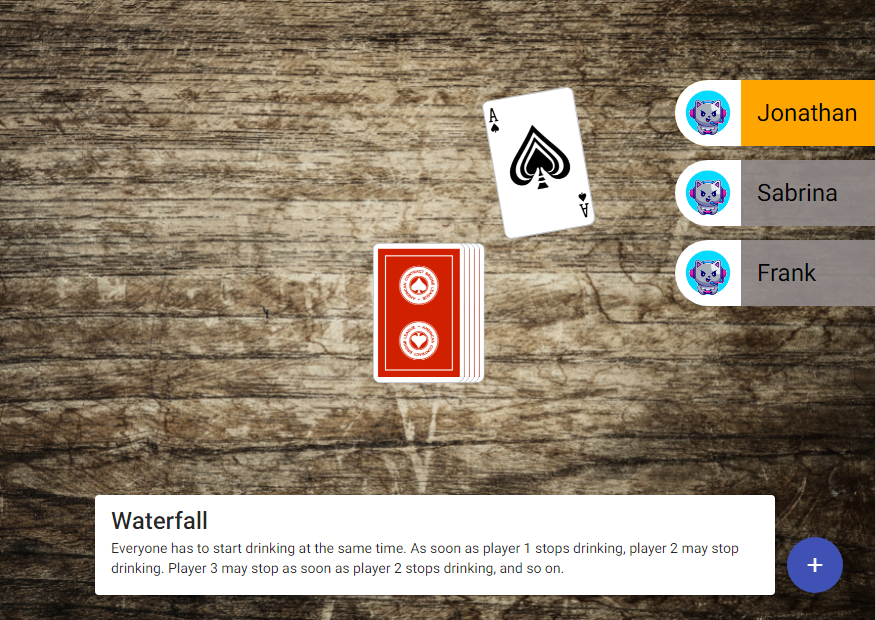 A
A
Jonathan
Sabrina
Frank
Waterfall
Everyone has to start drinking at the same time. As soon as player 1 stops drinking, player 2 may stop
drinking. Player 3 may stop as soon as player 2 stops drinking, and so on.
+